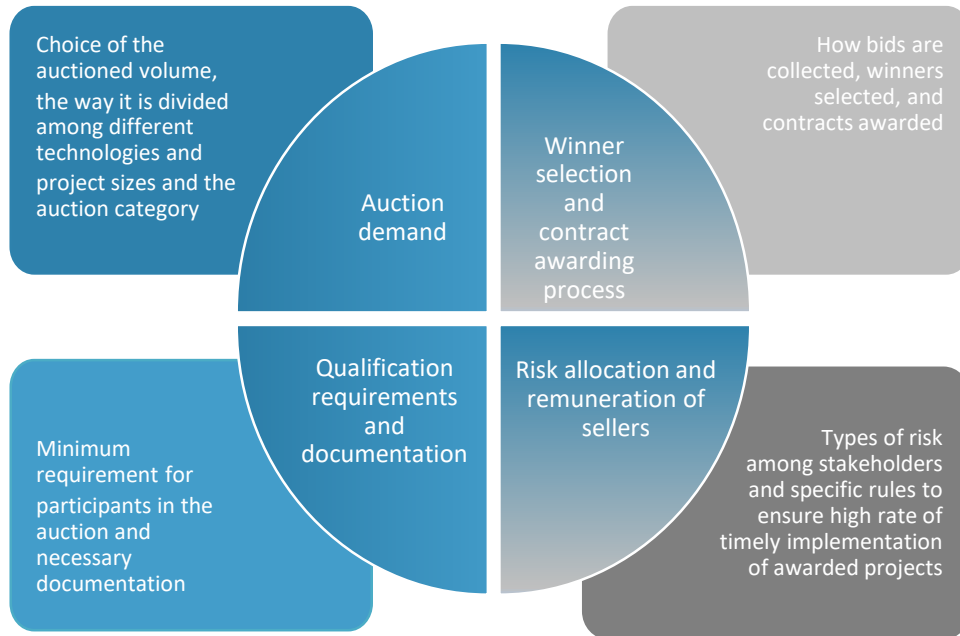 Choice of the
auctioned volume,
the way it is divided
among different
technologies and
project sizes and the
auction category
Auction
demand
Winner
selection
and
contract
awarding
process
How bids are
collected, winners
selected, and
contracts awarded
Minimum
requirement for
participants in the
auction and
necessary
documentation
Qualification
requirements
and
documentation
Risk allocation and
remuneration of
sellers
Types of risk
among stakeholders
and specific rules to
ensure high rate of
timely implementation
of awarded projects